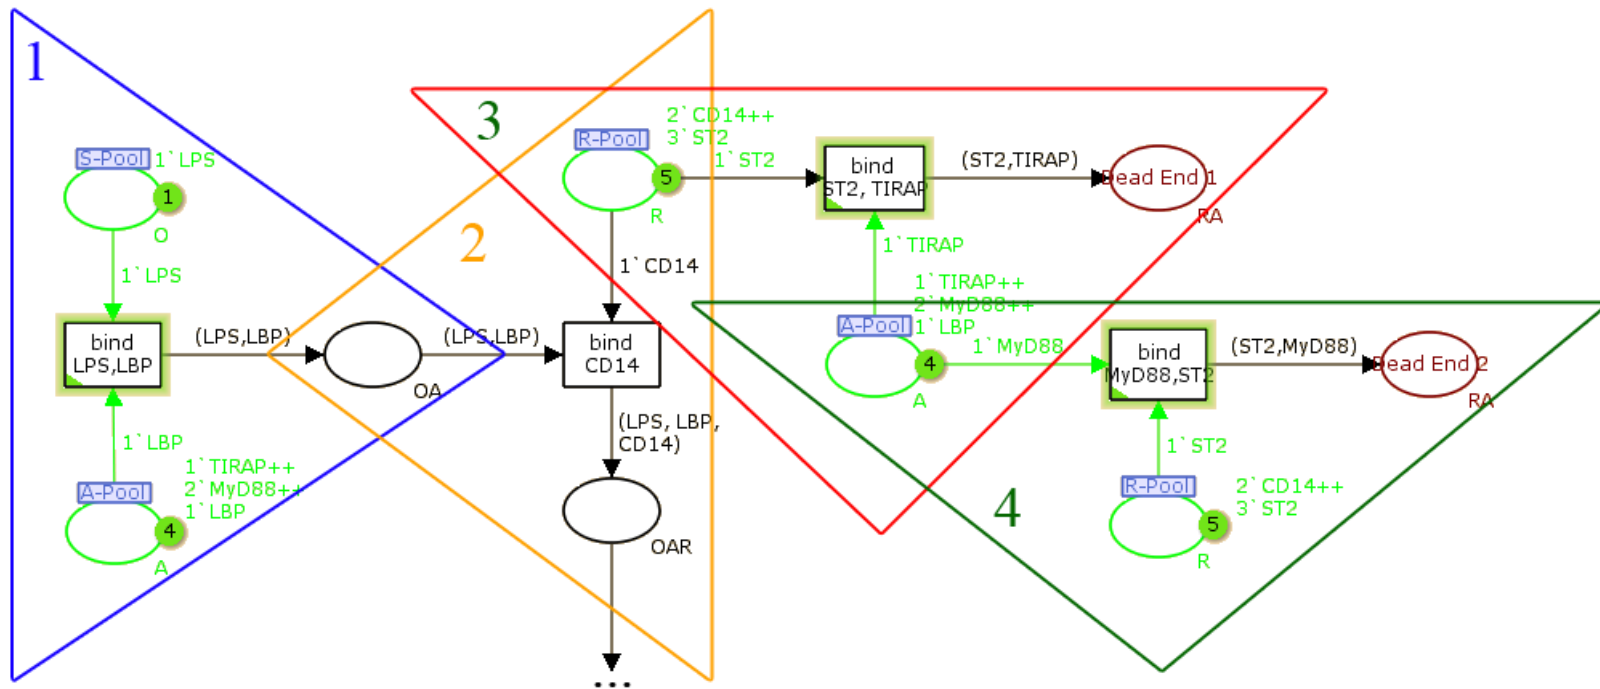 1
S-Pool
1`LPS
1
O
1`LPS
bind
LPS,LBP
(LPS,LBP)
1`LBP
A-Pool
1`TIRAP++
2`MyD88++
1`LBP
4
A
2
OA
(LPS,LBP)
3
R-Pool
2`CD14++
3`ST2
5
R
1`ST2
1`CD14
bind
CD14
(LPS, LBP,
CD14)
OAR
...
bind
ST2, TIRAP
(ST2,TIRAP)
Dead End 1
RA
1`TIRAP
1`TIRAP++
2`MyD88++
1`LBP
A-Pool
4
A
1`MyD88
bind
MyD88,ST2
(ST2,MyD88)
Dead End 2
RA
1`ST2
4
R-Pool
2`CD14++
3`ST2
5
R